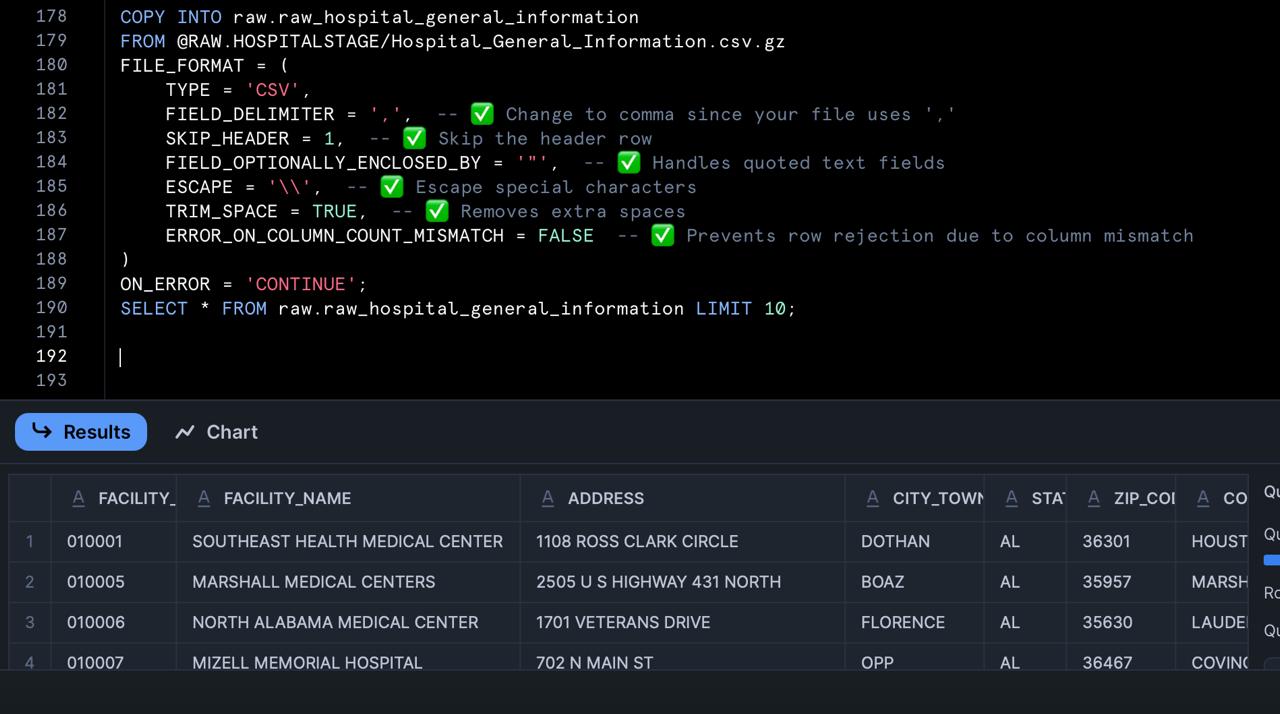 178 COPY INTO raw.raw_hospital_general_information
179 FROM @RAW.HOSPITALSTAGE/Hospital_General_Information.csv.gz
180 FILE_FORMAT = (
181 TYPE = 'CSV',
182 FIELD_DELIMITER = ',', -- ✅ Change to comma since your file uses ','
183 SKIP_HEADER = 1, -- ✅ Skip the header row
184 FIELD_OPTIONALLY_ENCLOSED_BY = '"', -- ✅ Handles quoted text fields
185 ESCAPE = '\\', -- ✅ Escape special characters
186 TRIM_SPACE = TRUE, -- ✅ Removes extra spaces
187 ERROR_ON_COLUMN_COUNT_MISMATCH = FALSE -- ✅ Prevents row rejection due to column mismatch
188 )
189 ON_ERROR = 'CONTINUE';
190 SELECT * FROM raw.raw_hospital_general_information LIMIT 10;
191
192
193
Results Chart
A FACILITY_ A FACILITY_NAME A ADDRESS A CITY_TOWN A STA A ZIP_CO A CO Qu
1 010001 SOUTHEAST HEALTH MEDICAL CENTER 1108 ROSS CLARK CIRCLE DOTHAN AL 36301 HOUST Qu
2 010005 MARSHALL MEDICAL CENTERS 2505 U S HIGHWAY 431 NORTH BOAZ AL 35957 MARSH Ro
3 010006 NORTH ALABAMA MEDICAL CENTER 1701 VETERANS DRIVE FLORENCE AL 35630 LAUDE Qu
4 010007 MIZELL MEMORIAL HOSPITAL 702 N MAIN ST OPP AL 36467 COVING